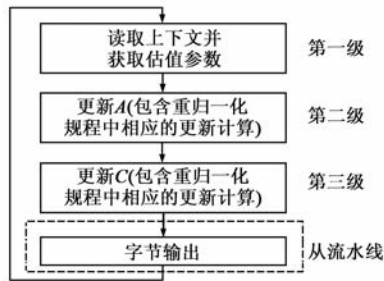 读取上下文并
获取估值参数
第一级
更新A(包含重归一化
规程中相应的更新计算)
第二级
更新C(包含重归一化
规程中相应的更新计算)
第三级
字节输出
从流水线